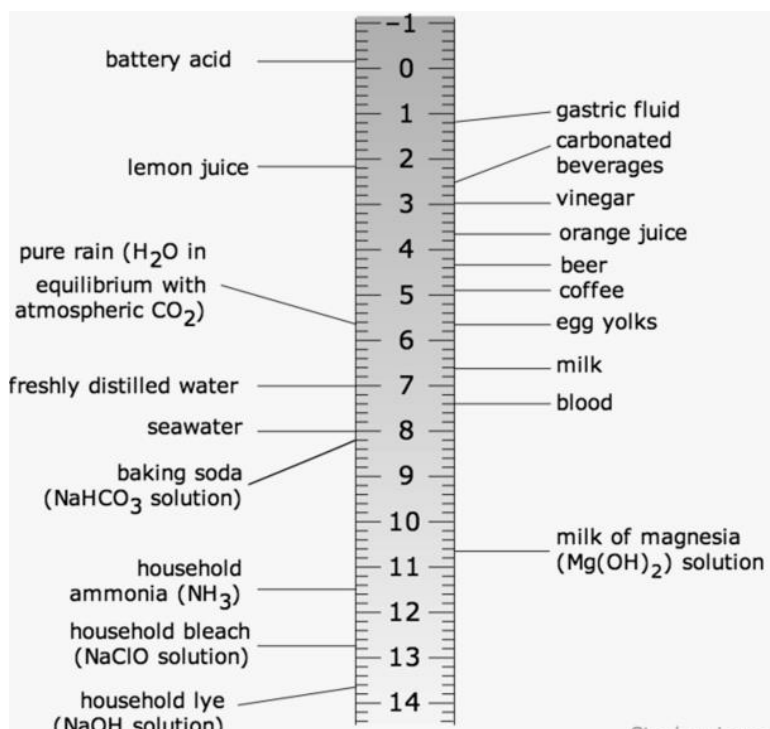 battery acid
lemon juice
pure rain (H₂O in
equilibrium with
atmospheric CO₂)
freshly distilled water
seawater
baking soda
(NaHCO₃ solution)
household
ammonia (NH₃)
household bleach
(NaClO solution)
household lye
(NaOH solution)
–1
0
1
2
3
4
5
6
7
8
9
10
11
12
13
14
gastric fluid
carbonated
beverages
vinegar
orange juice
beer
coffee
egg yolks
milk
blood
milk of magnesia
(Mg(OH)₂) solution